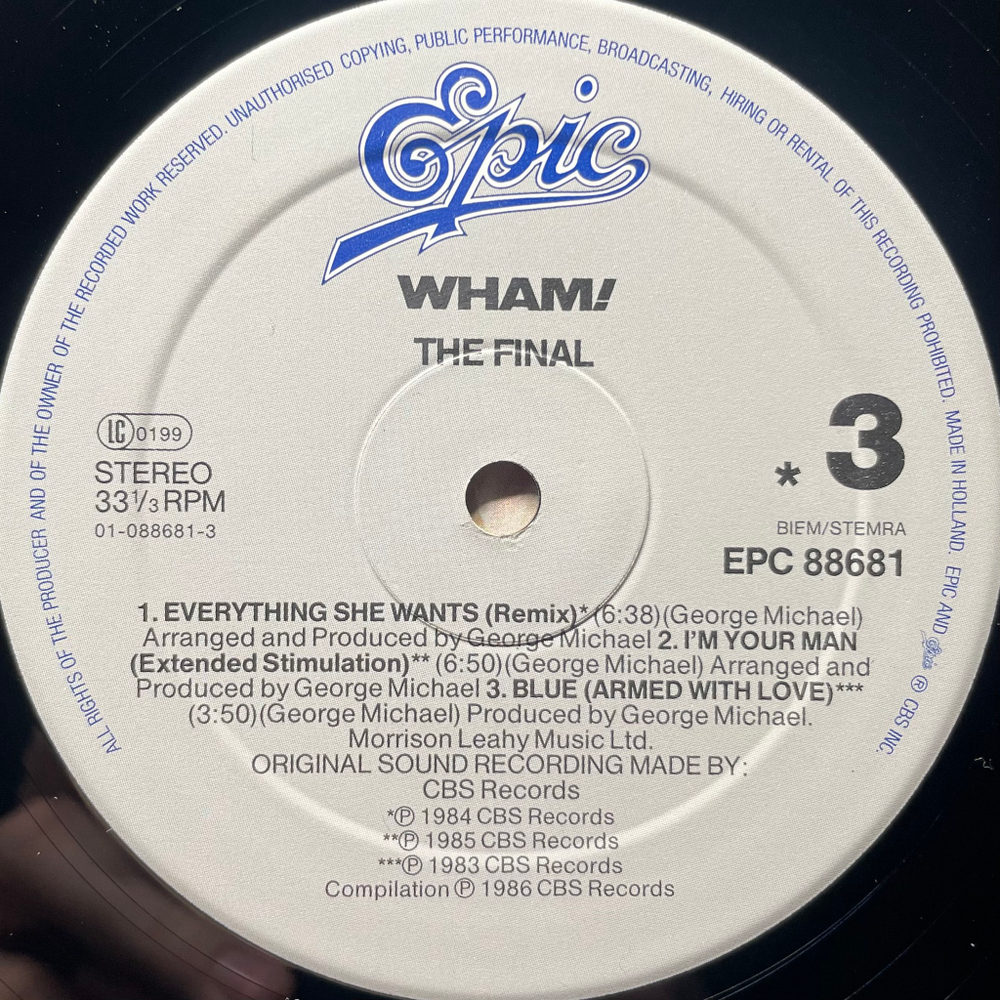 ALL RIGHTS OF THE PRODUCER AND OF THE OWNER OF THE RECORDED WORK RESERVED. UNAUTHORISED COPYING, PUBLIC PERFORMANCE, BROADCASTING, HIRING OR RENTAL OF THIS RECORDING PROHIBITED. MADE IN HOLLAND. EPIC AND Epic ® CBS INC.
Epic
WHAM!
THE FINAL
LC 0199
STEREO
33 1/3 RPM
01-088681-3
* 3
BIEM/STEMRA
EPC 88681
1. EVERYTHING SHE WANTS (Remix)* (6:38)(George Michael)
Arranged and Produced by George Michael 2. I'M YOUR MAN
(Extended Stimulation)** (6:50)(George Michael) Arranged and
Produced by George Michael 3. BLUE (ARMED WITH LOVE)***
(3:50)(George Michael) Produced by George Michael.
Morrison Leahy Music Ltd.
ORIGINAL SOUND RECORDING MADE BY:
CBS Records
*℗ 1984 CBS Records
**℗ 1985 CBS Records
***℗ 1983 CBS Records
Compilation ℗ 1986 CBS Records